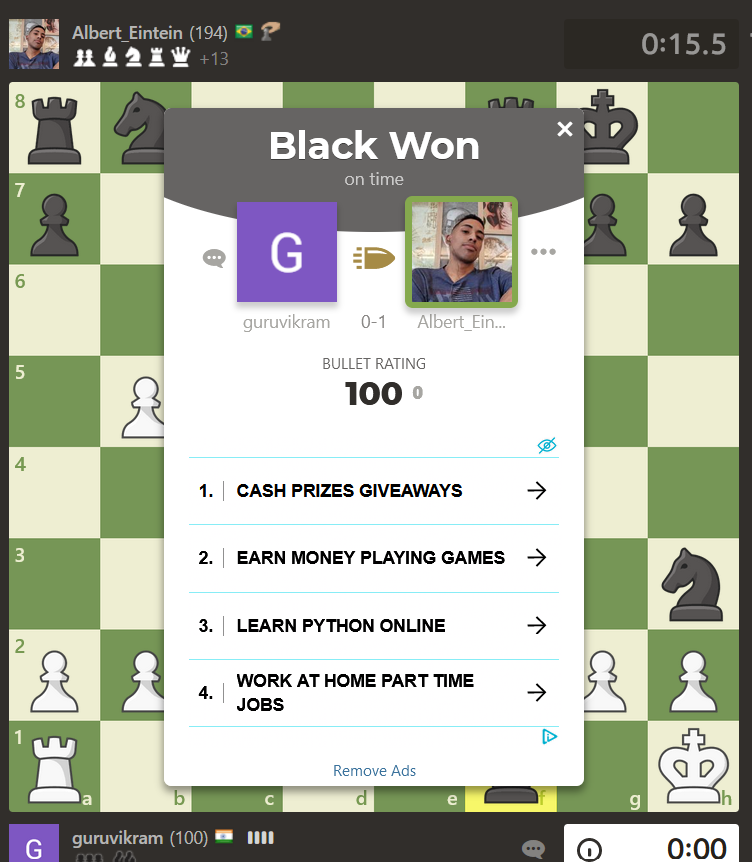 Albert_Eintein (194)
+13
0:15.5
8
Black Won
on time
7
G
guruvikram
0-1
Albert_Ein...
6
BULLET RATING
100 0
5
1. CASH PRIZES GIVEAWAYS
4
2. EARN MONEY PLAYING GAMES
3
3. LEARN PYTHON ONLINE
2
4. WORK AT HOME PART TIME
JOBS
1
Remove Ads
a b c d e f g h
G
guruvikram (100)
0:00